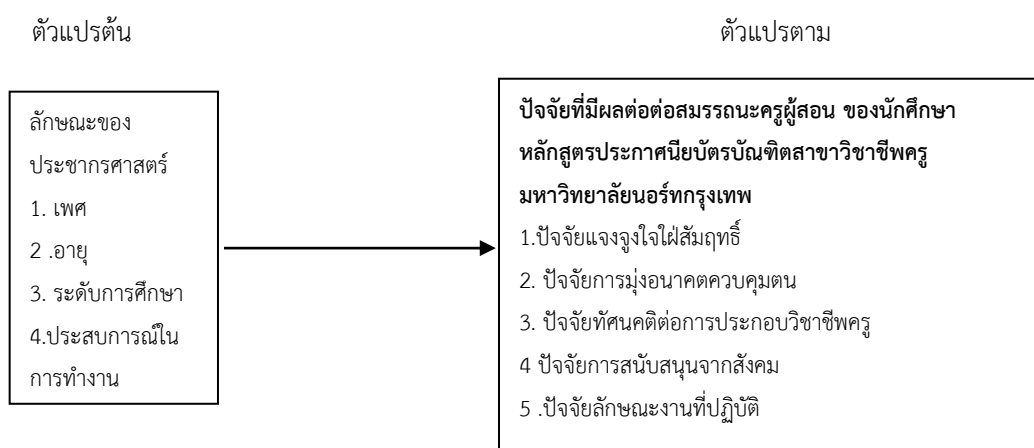 ตัวแปรต้น
ตัวแปรตาม
ลักษณะของ
ประชากรศาสตร์
1. เพศ
2 .อายุ
3. ระดับการศึกษา
4.ประสบการณ์ใน
การทำงาน
ปัจจัยที่มีผลต่อต่อสมรรถนะครูผู้สอน ของนักศึกษา
หลักสูตรประกาศนียบัตรบัณฑิตสาขาวิชาชีพครู
มหาวิทยาลัยนอร์ทกรุงเทพ
1.ปัจจัยแจงจูงใจใฝ่สัมฤทธิ์
2. ปัจจัยการมุ่งอนาคตควบคุมตน
3. ปัจจัยทัศนคติต่อการประกอบวิชาชีพครู
4 ปัจจัยการสนับสนุนจากสังคม
5 .ปัจจัยลักษณะงานที่ปฏิบัติ